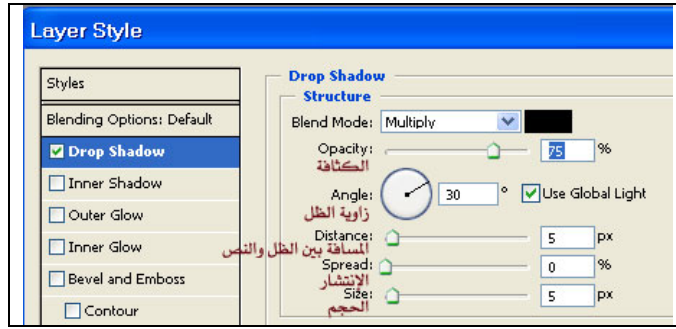 Layer Style
Styles
Blending Options: Default
Drop Shadow
Inner Shadow
Outer Glow
Inner Glow
Bevel and Emboss
Contour
Drop Shadow
Structure
Blend Mode: Multiply
Opacity: 75 %
الكثافة
Angle: 30 ° Use Global Light
زاوية الظل
Distance: 5 px
المسافة بين الظل والنص
Spread: 0 %
الإنتشار
Size: 5 px
الحجم